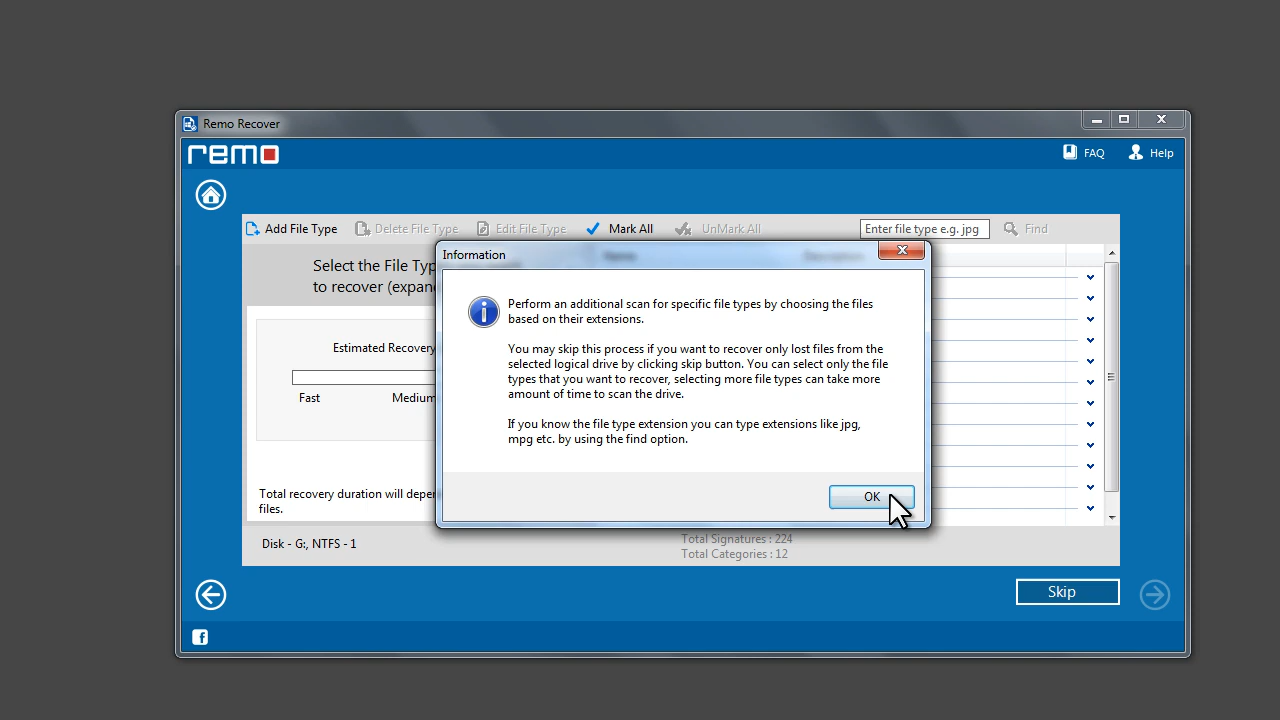 Remo Recover
remo
FAQ
Help
Add File Type
Delete File Type
Edit File Type
Mark All
UnMark All
Enter file type e.g. jpg
Find
Select the File Typ
to recover (expan
Estimated Recovery
Fast
Medium
Total recovery duration will deper
files.
Information
Name
Description
Perform an additional scan for specific file types by choosing the files
based on their extensions.
You may skip this process if you want to recover only lost files from the
selected logical drive by clicking skip button. You can select only the file
types that you want to recover, selecting more file types can take more
amount of time to scan the drive.
If you know the file type extension you can type extensions like jpg,
mpg etc. by using the find option.
OK
Disk - G:, NTFS - 1
Total Signatures : 224
Total Categories : 12
Skip